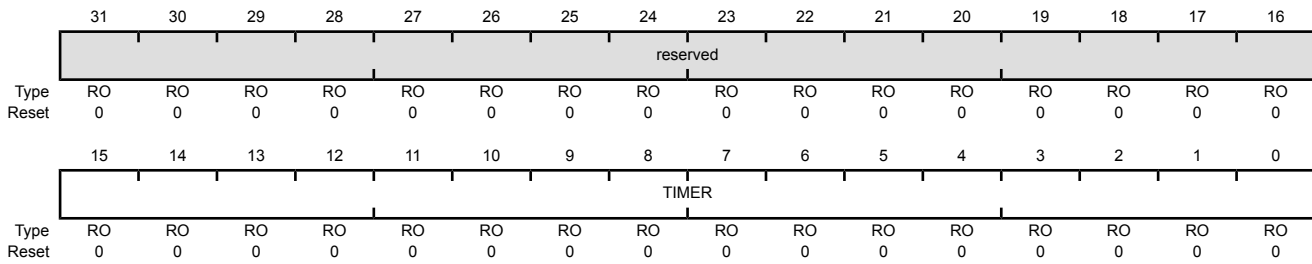 31 30 29 28 27 26 25 24 23 22 21 20 19 18 17 16
reserved
Type RO RO RO RO RO RO RO RO RO RO RO RO RO RO RO RO
Reset 0 0 0 0 0 0 0 0 0 0 0 0 0 0 0 0
15 14 13 12 11 10 9 8 7 6 5 4 3 2 1 0
TIMER
Type RO RO RO RO RO RO RO RO RO RO RO RO RO RO RO RO
Reset 0 0 0 0 0 0 0 0 0 0 0 0 0 0 0 0